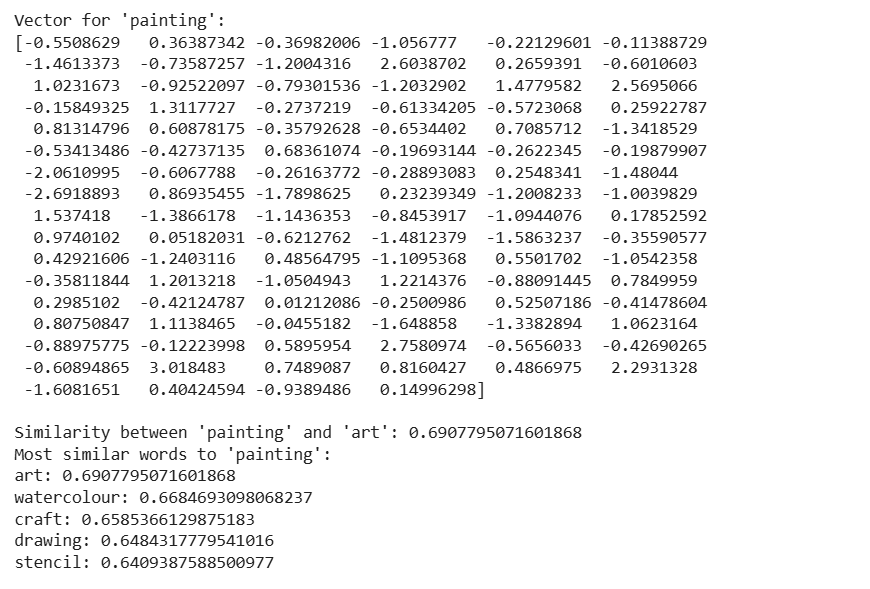 Vector for 'painting':
[-0.5508629   0.36387342 -0.36982006 -1.056777   -0.22129601 -0.11388729
 -1.4613373  -0.73587257 -1.2004316   2.6038702   0.2659391  -0.6010603
  1.0231673  -0.92522097 -0.79301536 -1.2032902   1.4779582   2.5695066
 -0.15849325  1.3117727  -0.2737219  -0.61334205 -0.5723068   0.25922787
  0.81314796  0.60878175 -0.35792628 -0.6534402   0.7085712  -1.3418529
 -0.53413486 -0.42737135  0.68361074 -0.19693144 -0.2622345  -0.19879907
 -2.0610995  -0.6067788  -0.26163772 -0.28893083  0.2548341  -1.48044
 -2.6918893   0.86935455 -1.7898625   0.23239349 -1.2008233  -1.0039829
  1.537418   -1.3866178  -1.1436353  -0.8453917  -1.0944076   0.17852592
  0.9740102   0.05182031 -0.6212762  -1.4812379  -1.5863237  -0.35590577
  0.42921606 -1.2403116   0.48564795 -1.1095368   0.5501702  -1.0542358
 -0.35811844  1.2013218  -1.0504943   1.2214376  -0.88091445  0.7849959
  0.2985102  -0.42124787  0.01212086 -0.2500986   0.52507186 -0.41478604
  0.80750847  1.1138465  -0.0455182  -1.648858   -1.3382894   1.0623164
 -0.88975775 -0.12223998  0.5895954   2.7580974  -0.5656033  -0.42690265
 -0.60894865  3.018483    0.7489087   0.8160427   0.4866975   2.2931328
 -1.6081651   0.40424594 -0.9389486   0.14996298]
Similarity between 'painting' and 'art': 0.6907795071601868
Most similar words to 'painting':
art: 0.6907795071601868
watercolour: 0.6684693098068237
craft: 0.6585366129875183
drawing: 0.6484317779541016
stencil: 0.6409387588500977